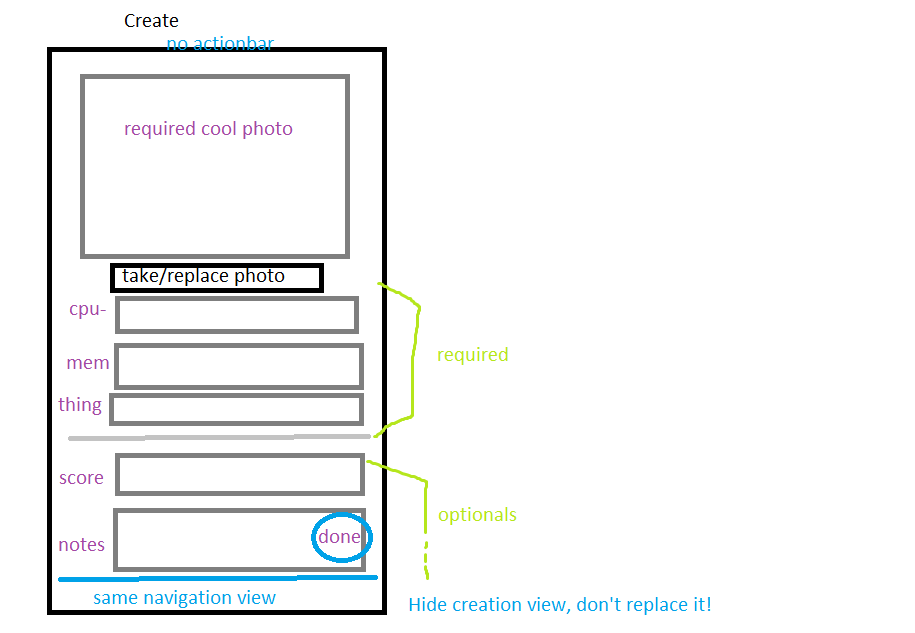 Create
no actionbar
required cool photo
take/replace photo
cpu-
mem
thing
required
score
optionals
notes
done
same navigation view
Hide creation view, don't replace it!